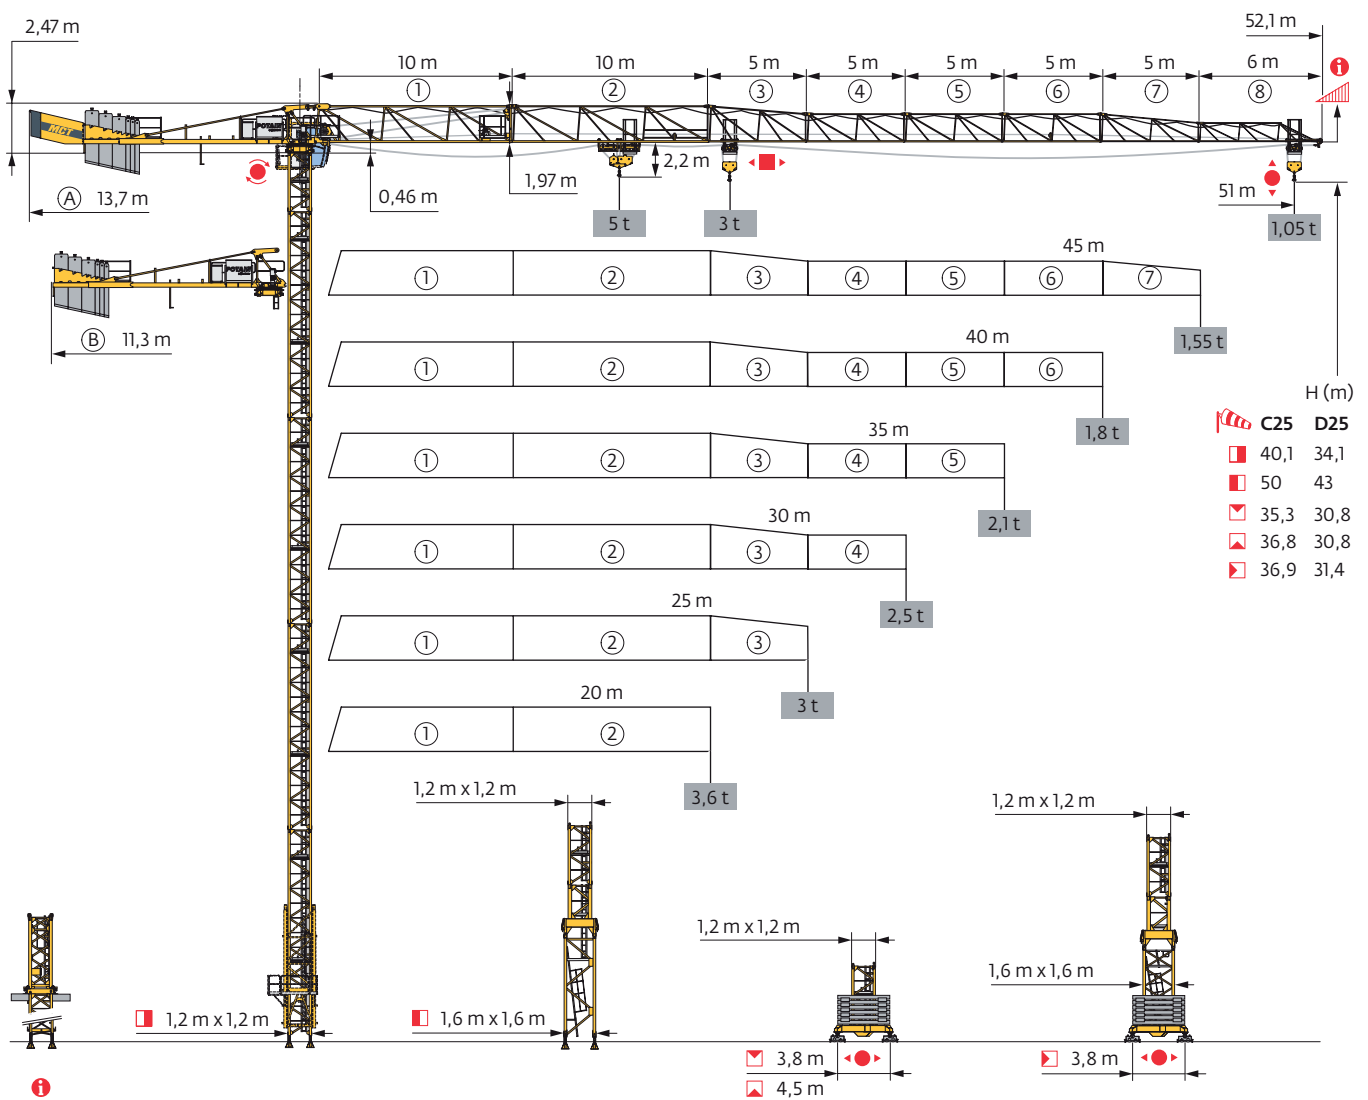 2,47 m
52,1 m
10 m 10 m 5 m 5 m 5 m 5 m 5 m 6 m
1 2 3 4 5 6 7 8
i
MCT
POTAIN
2,2 m
1,97 m
0,46 m
A 13,7 m
51 m
5 t 3 t 1,05 t
45 m
1 2 3 4 5 6 7
1,55 t
POTAIN
B 11,3 m
40 m
1 2 3 4 5 6
1,8 t
H (m)
C25 D25
40,1 34,1
50 43
35,3 30,8
36,8 30,8
36,9 31,4
35 m
1 2 3 4 5
2,1 t
30 m
1 2 3 4
2,5 t
25 m
1 2 3
3 t
20 m
1 2
3,6 t
1,2 m x 1,2 m
1,2 m x 1,2 m
1,2 m x 1,2 m
1,6 m x 1,6 m
1,2 m x 1,2 m
1,6 m x 1,6 m
3,8 m
4,5 m
3,8 m
i